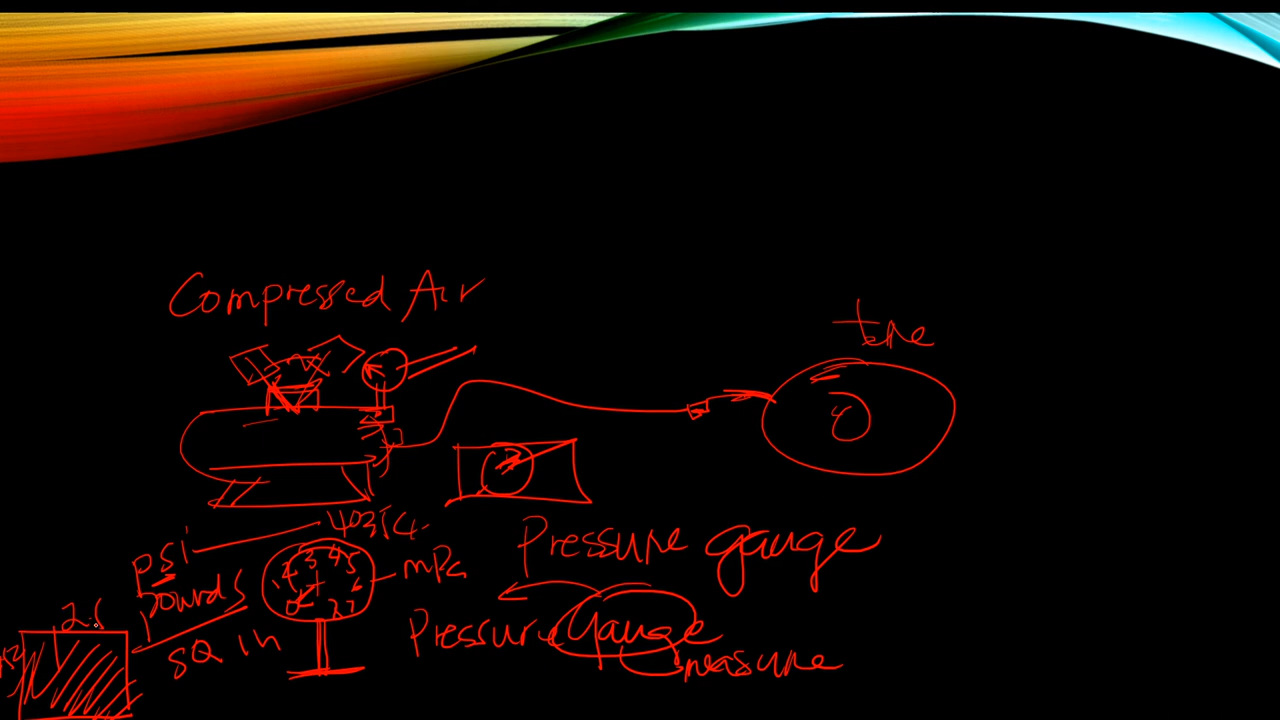 Compressed Air
tire
psi
mPa
Pressure gauge
pounds
sq in
Pressure Gauge
measure